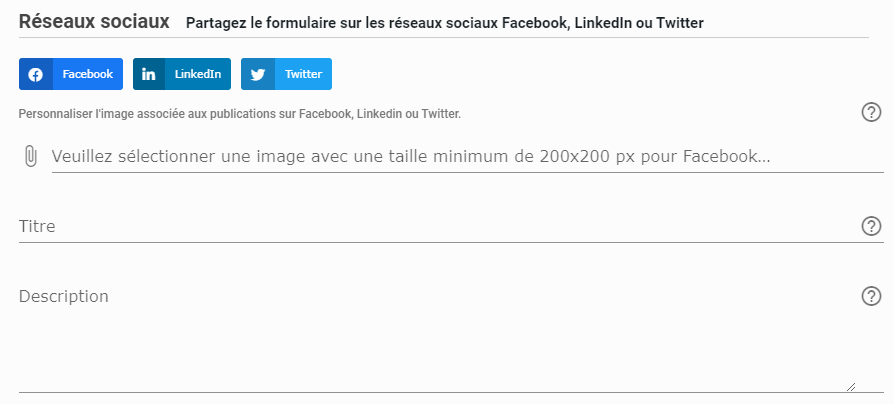 Réseaux sociaux Partagez le formulaire sur les réseaux sociaux Facebook, LinkedIn ou Twitter
Facebook LinkedIn Twitter
Personnaliser l'image associée aux publications sur Facebook, Linkedin ou Twitter.
Veuillez sélectionner une image avec une taille minimum de 200x200 px pour Facebook...
Titre
Description